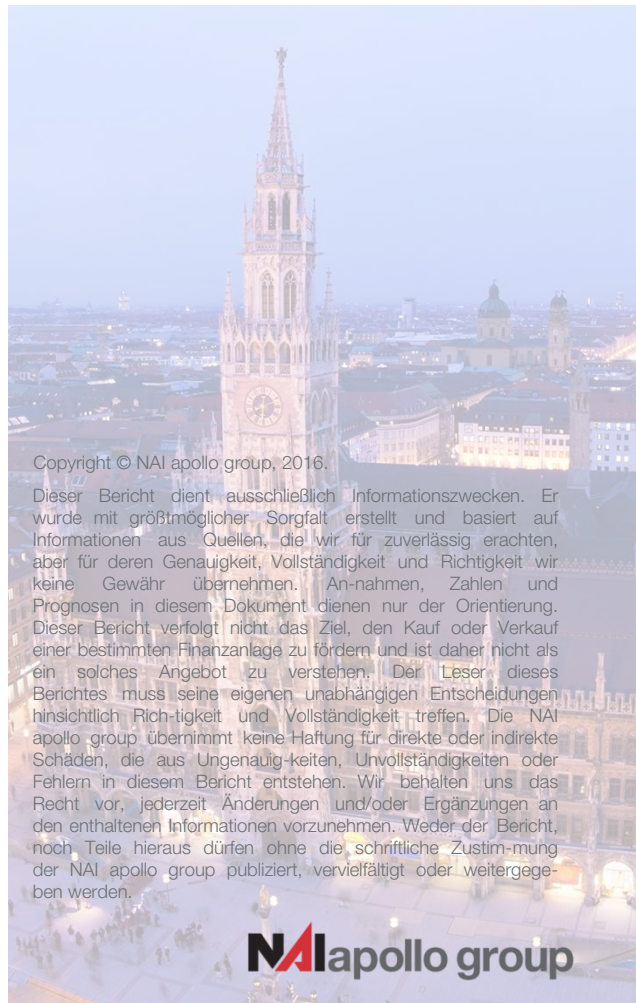 Copyright © NAI apollo group, 2016.
Dieser Bericht dient ausschließlich Informationszwecken. Er
wurde mit größtmöglicher Sorgfalt erstellt und basiert auf
Informationen aus Quellen, die wir für zuverlässig erachten,
aber für deren Genauigkeit, Vollständigkeit und Richtigkeit wir
keine Gewähr übernehmen. An-nahmen, Zahlen und
Prognosen in diesem Dokument dienen nur der Orientierung.
Dieser Bericht verfolgt nicht das Ziel, den Kauf oder Verkauf
einer bestimmten Finanzanlage zu fördern und ist daher nicht als
ein solches Angebot zu verstehen. Der Leser dieses
Berichtes muss seine eigenen unabhängigen Entscheidungen
hinsichtlich Rich-tigkeit und Vollständigkeit treffen. Die NAI
apollo group übernimmt keine Haftung für direkte oder indirekte
Schäden, die aus Ungenauig-keiten, Unvollständigkeiten oder
Fehlern in diesem Bericht entstehen. Wir behalten uns das
Recht vor, jederzeit Änderungen und/oder Ergänzungen an
den enthaltenen Informationen vorzunehmen. Weder der Bericht,
noch Teile hieraus dürfen ohne die schriftliche Zustim-mung
der NAI apollo group publiziert, vervielfältigt oder weitergege-
ben werden.
NAI apollo group